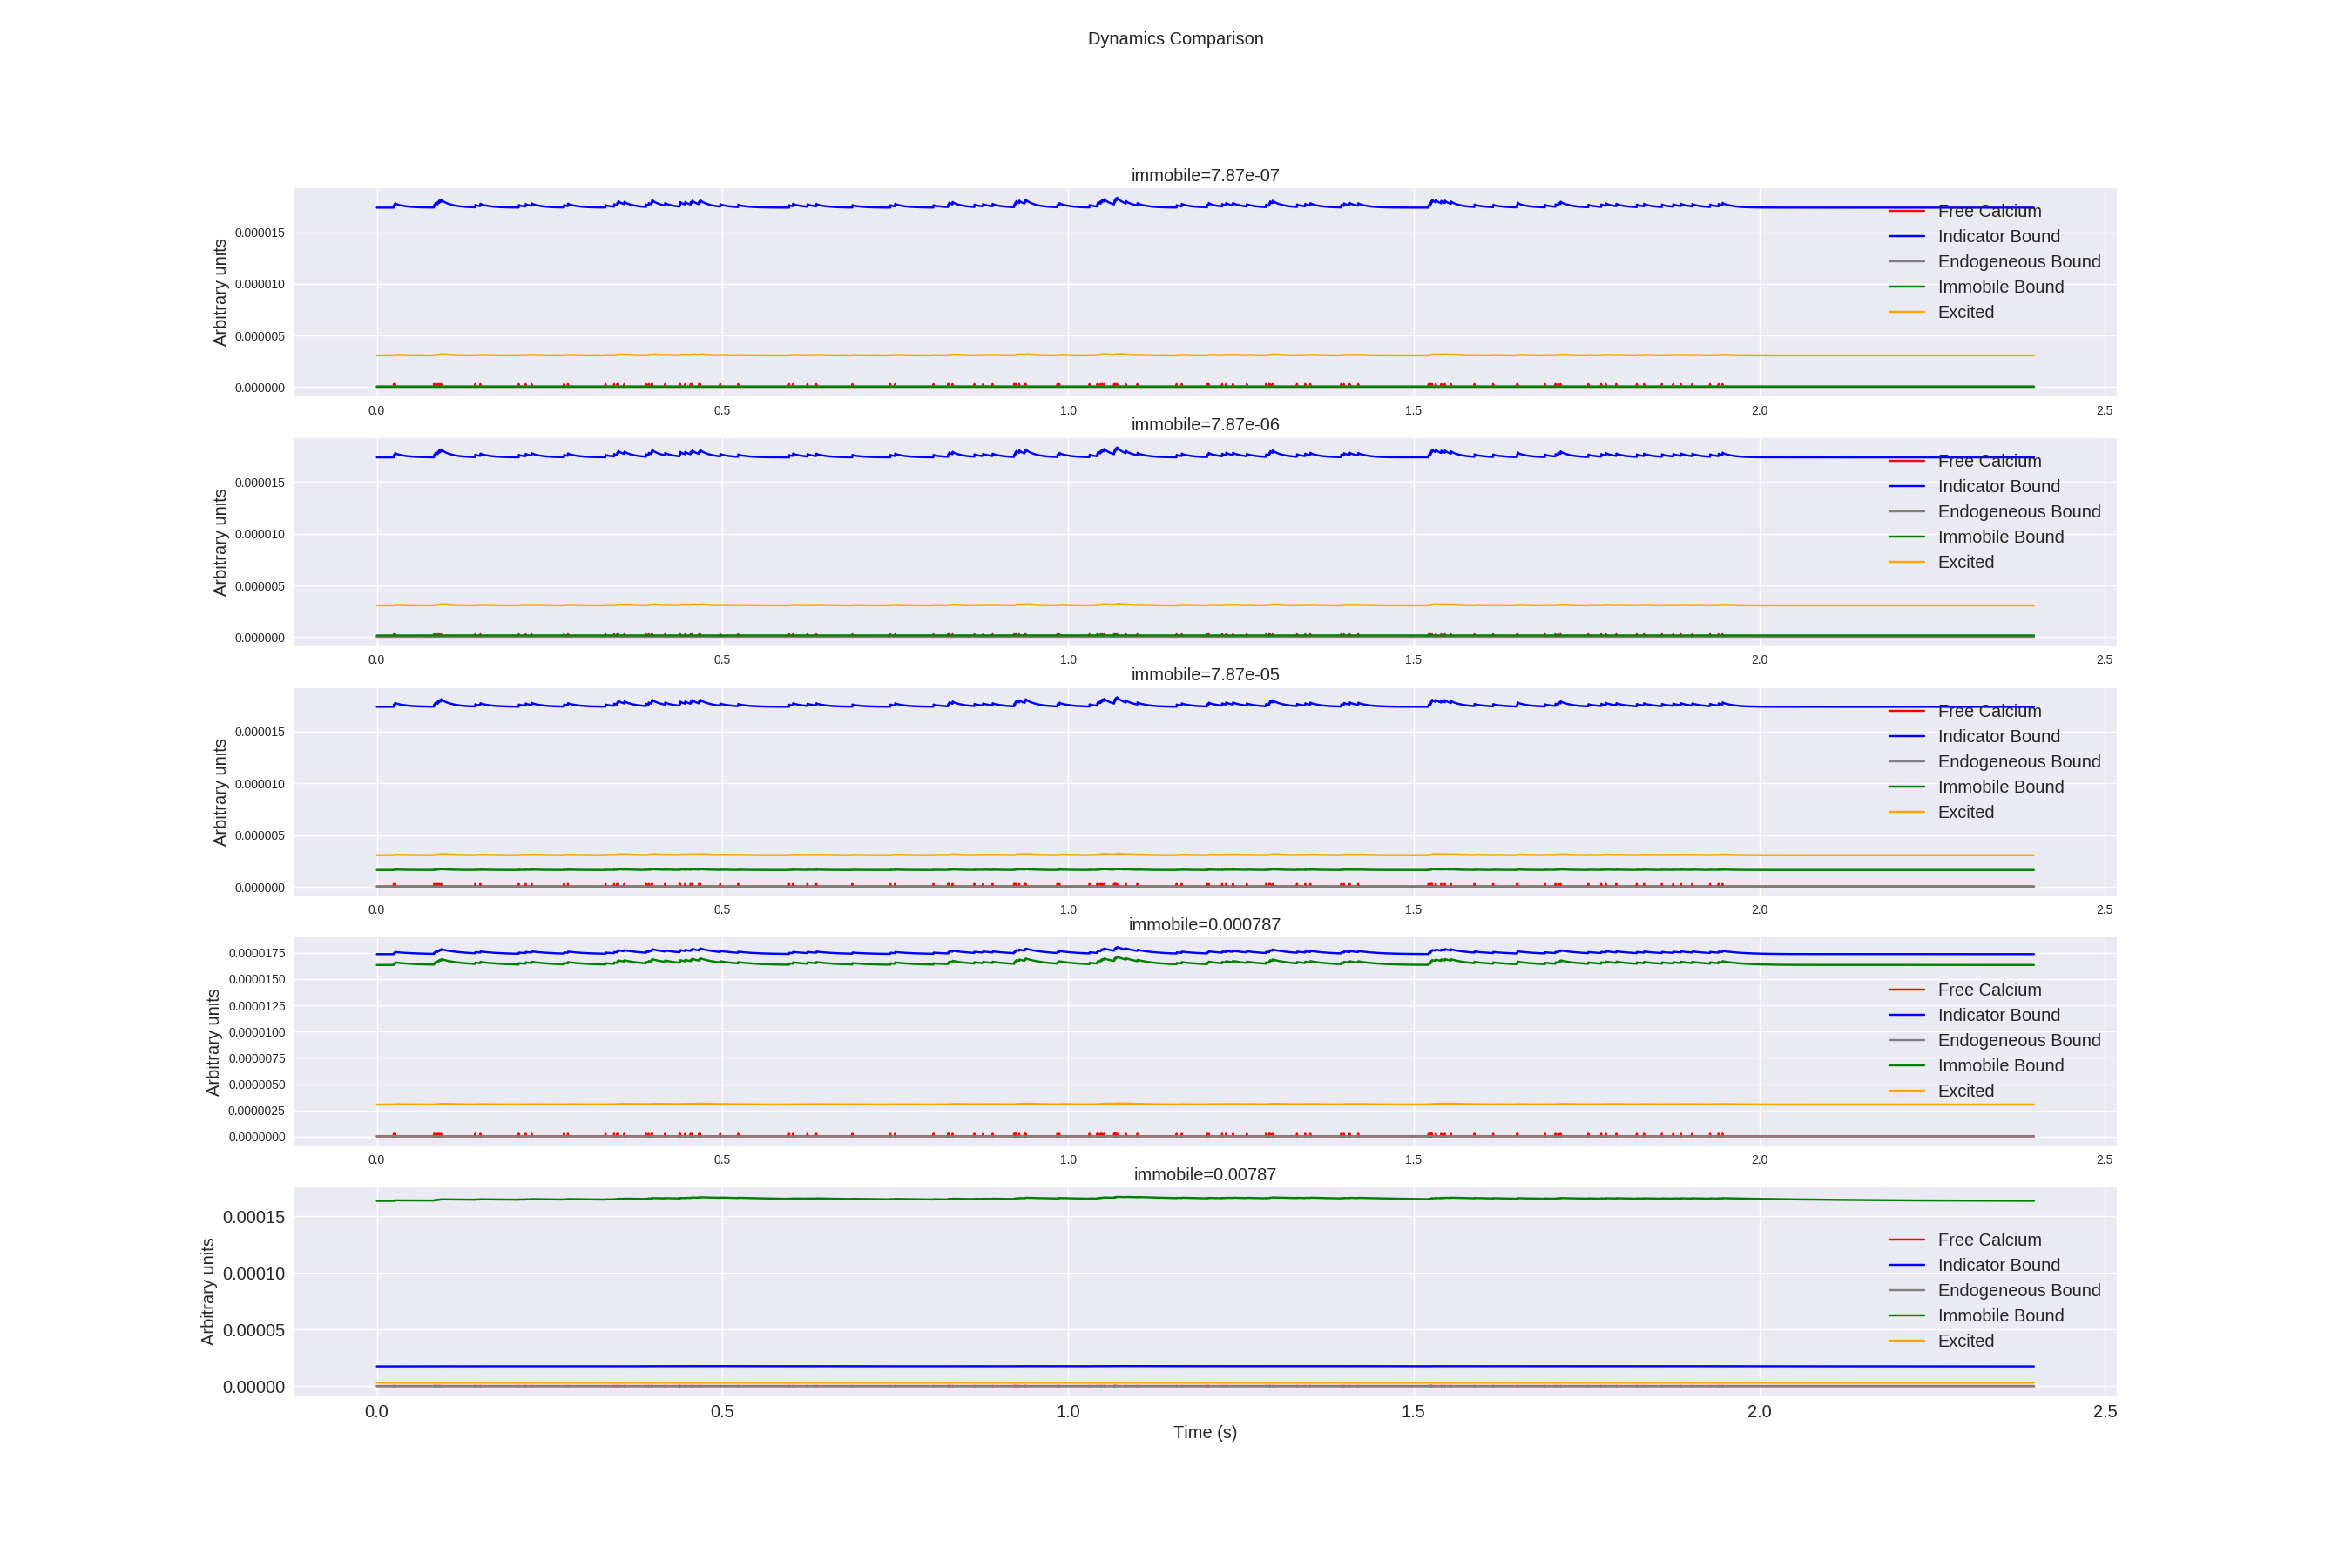 Dynamics Comparison
immobile=7.87e-07
Arbitrary units
0.000015
0.000010
0.000005
0.000000
Free Calcium
Indicator Bound
Endogeneous Bound
Immobile Bound
Excited
0.0 0.5 1.0 1.5 2.0 2.5
immobile=7.87e-06
Arbitrary units
0.000015
0.000010
0.000005
0.000000
Free Calcium
Indicator Bound
Endogeneous Bound
Immobile Bound
Excited
0.0 0.5 1.0 1.5 2.0 2.5
immobile=7.87e-05
Arbitrary units
0.000015
0.000010
0.000005
0.000000
Free Calcium
Indicator Bound
Endogeneous Bound
Immobile Bound
Excited
0.0 0.5 1.0 1.5 2.0 2.5
immobile=0.000787
Arbitrary units
0.0000175
0.0000150
0.0000125
0.0000100
0.0000075
0.0000050
0.0000025
0.0000000
Free Calcium
Indicator Bound
Endogeneous Bound
Immobile Bound
Excited
0.0 0.5 1.0 1.5 2.0 2.5
immobile=0.00787
Arbitrary units
0.00015
0.00010
0.00005
0.00000
Free Calcium
Indicator Bound
Endogeneous Bound
Immobile Bound
Excited
0.0 0.5 1.0 1.5 2.0 2.5
Time (s)